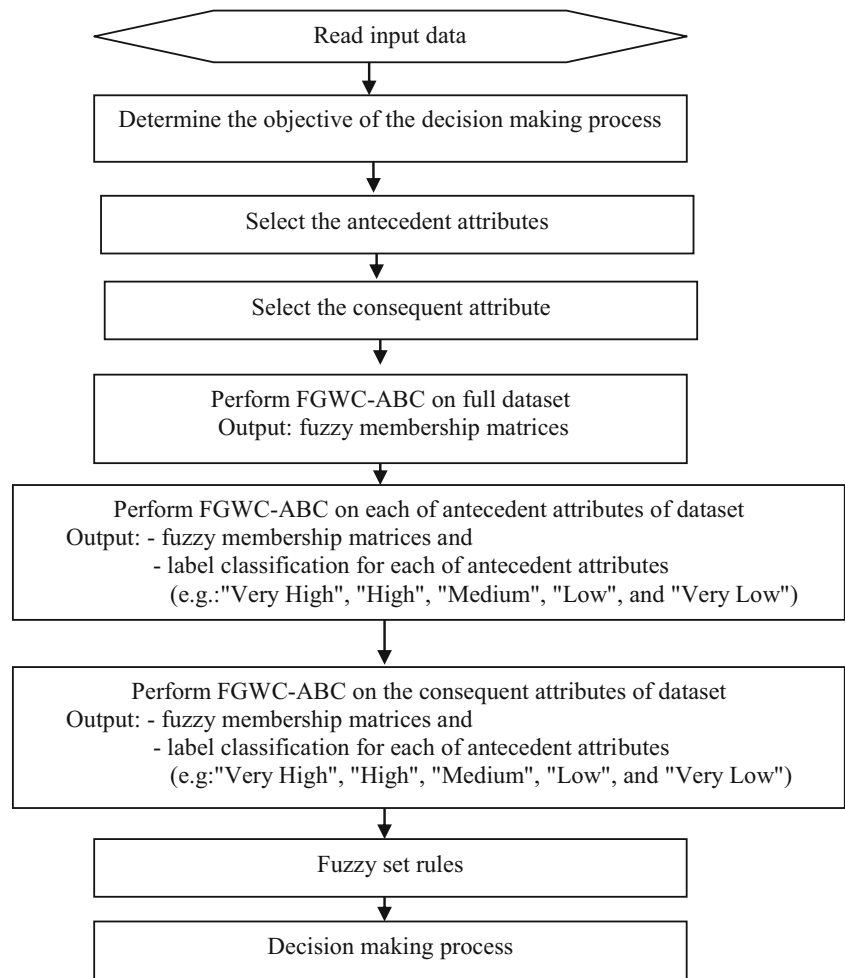 Read input data
Determine the objective of the decision making process
Select the antecedent attributes
Select the consequent attribute
Perform FGWC-ABC on full dataset
Output: fuzzy membership matrices
Perform FGWC-ABC on each of antecedent attributes of dataset
Output: - fuzzy membership matrices and
- label classification for each of antecedent attributes
(e.g.:"Very High", "High", "Medium", "Low", and "Very Low")
Perform FGWC-ABC on the consequent attributes of dataset
Output: - fuzzy membership matrices and
- label classification for each of antecedent attributes
(e.g:"Very High", "High", "Medium", "Low", and "Very Low")
Fuzzy set rules
Decision making process